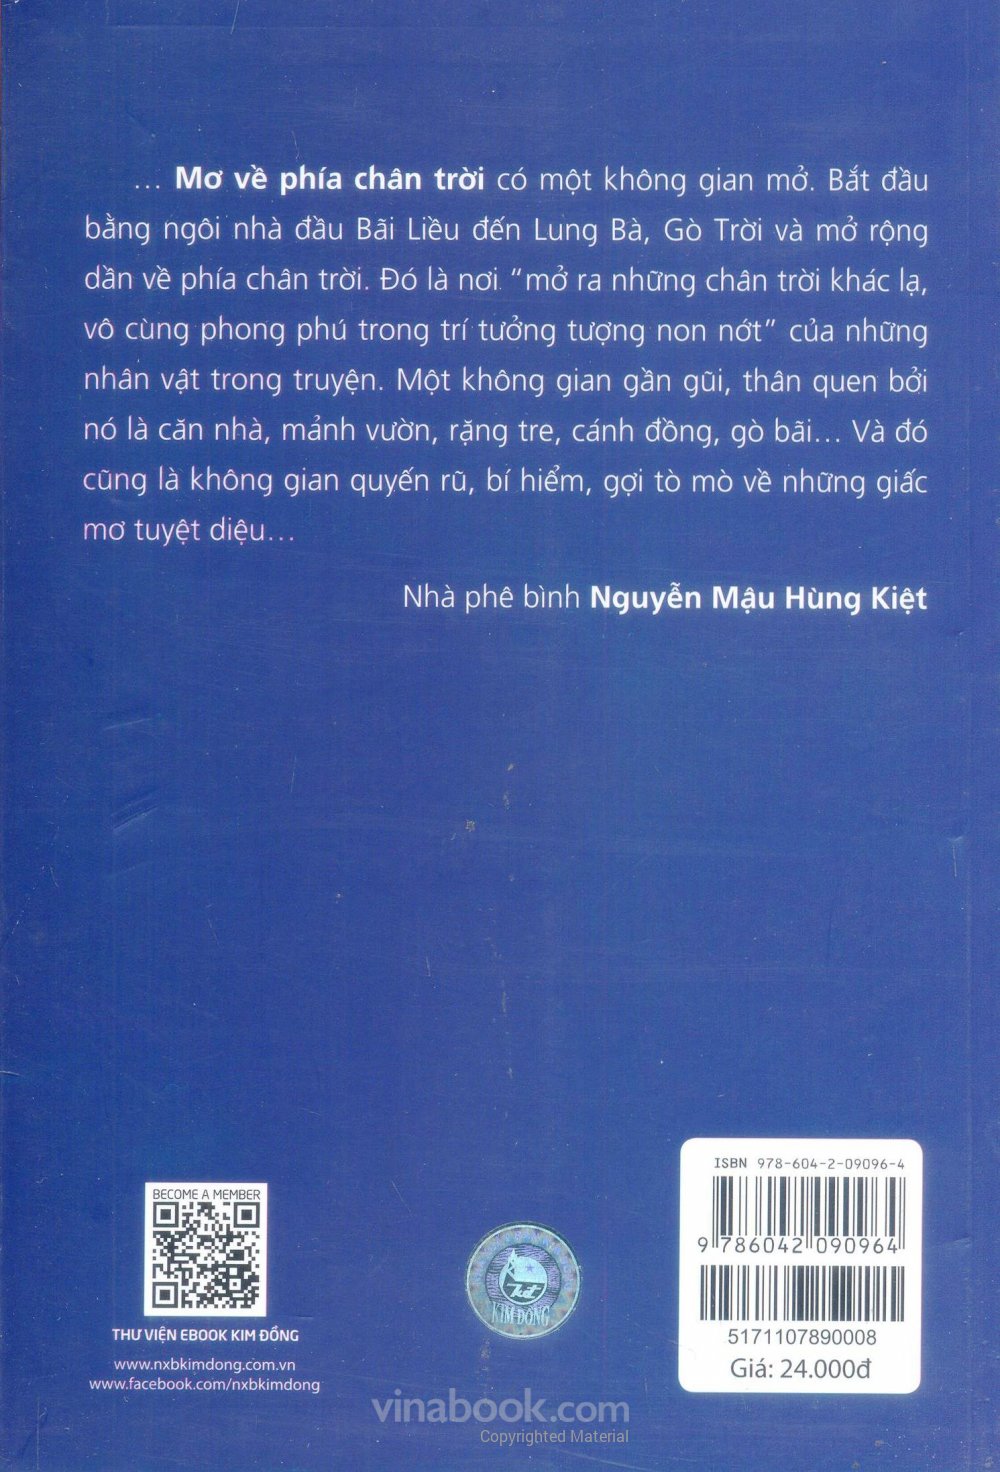 ... Mơ về phía chân trời có một không gian mở. Bắt đầu
bằng ngôi nhà đầu Bãi Liều đến Lung Bà, Gò Trời và mở rộng
dần về phía chân trời. Đó là nơi “mở ra những chân trời khác lạ,
vô cùng phong phú trong trí tưởng tượng non nớt” của những
nhân vật trong truyện. Một không gian gần gũi, thân quen bởi
nó là căn nhà, mảnh vườn, rặng tre, cánh đồng, gò bãi... Và đó
cũng là không gian quyến rũ, bí hiểm, gợi tò mò về những giấc
mơ tuyệt diệu...
Nhà phê bình Nguyễn Mậu Hùng Kiệt
BECOME A MEMBER
THƯ VIỆN EBOOK KIM ĐỒNG
www.nxbkimdong.com.vn
www.facebook.com/nxbkimdong
KIM ĐỒNG
ISBN 978-604-2-09096-4
9 786042 090964
5171107890008
Giá: 24.000đ
vinabook.com
Copyrighted Material